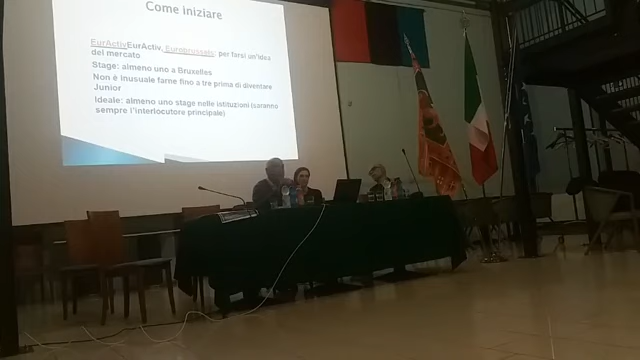 Come iniziare
EurActivEurActiv, Eurobrussels: per farsi un'idea
del mercato
Stage: almeno uno a Bruxelles
Non è inusuale farne fino a tre prima di diventare
Junior
Ideale: almeno uno stage nelle istituzioni (saranno
sempre l'interlocutore principale)